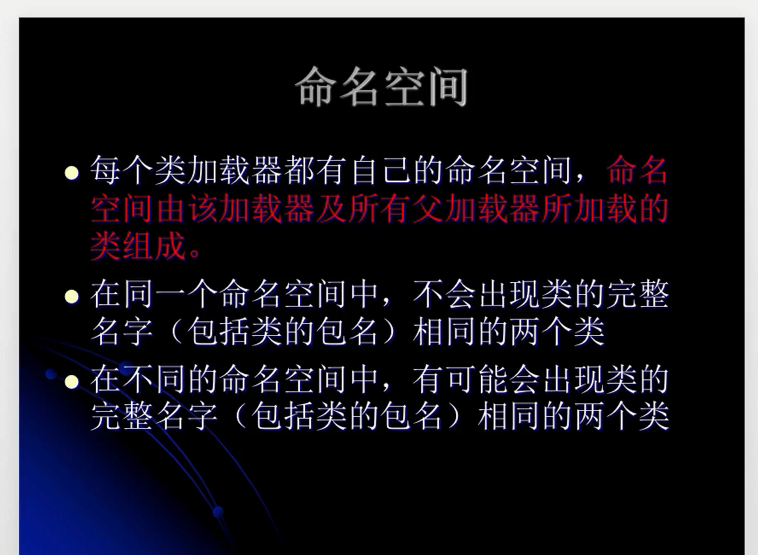 命名空间
每个类加载器都有自己的命名空间，命名
空间由该加载器及所有父加载器所加载的
类组成。
在同一个命名空间中，不会出现类的完整
名字（包括类的包名）相同的两个类
在不同的命名空间中，有可能会出现类的
完整名字（包括类的包名）相同的两个类